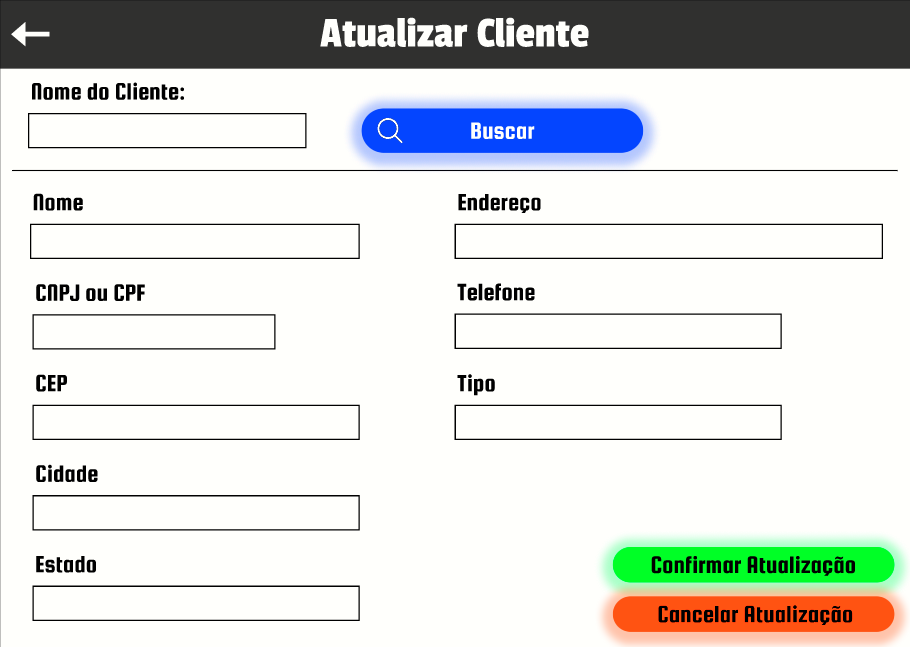 Atualizar Cliente
Nome do Cliente:
Buscar
Nome
Endereço
CNPJ ou CPF
Telefone
CEP
Tipo
Cidade
Estado
Confirmar Atualização
Cancelar Atualização